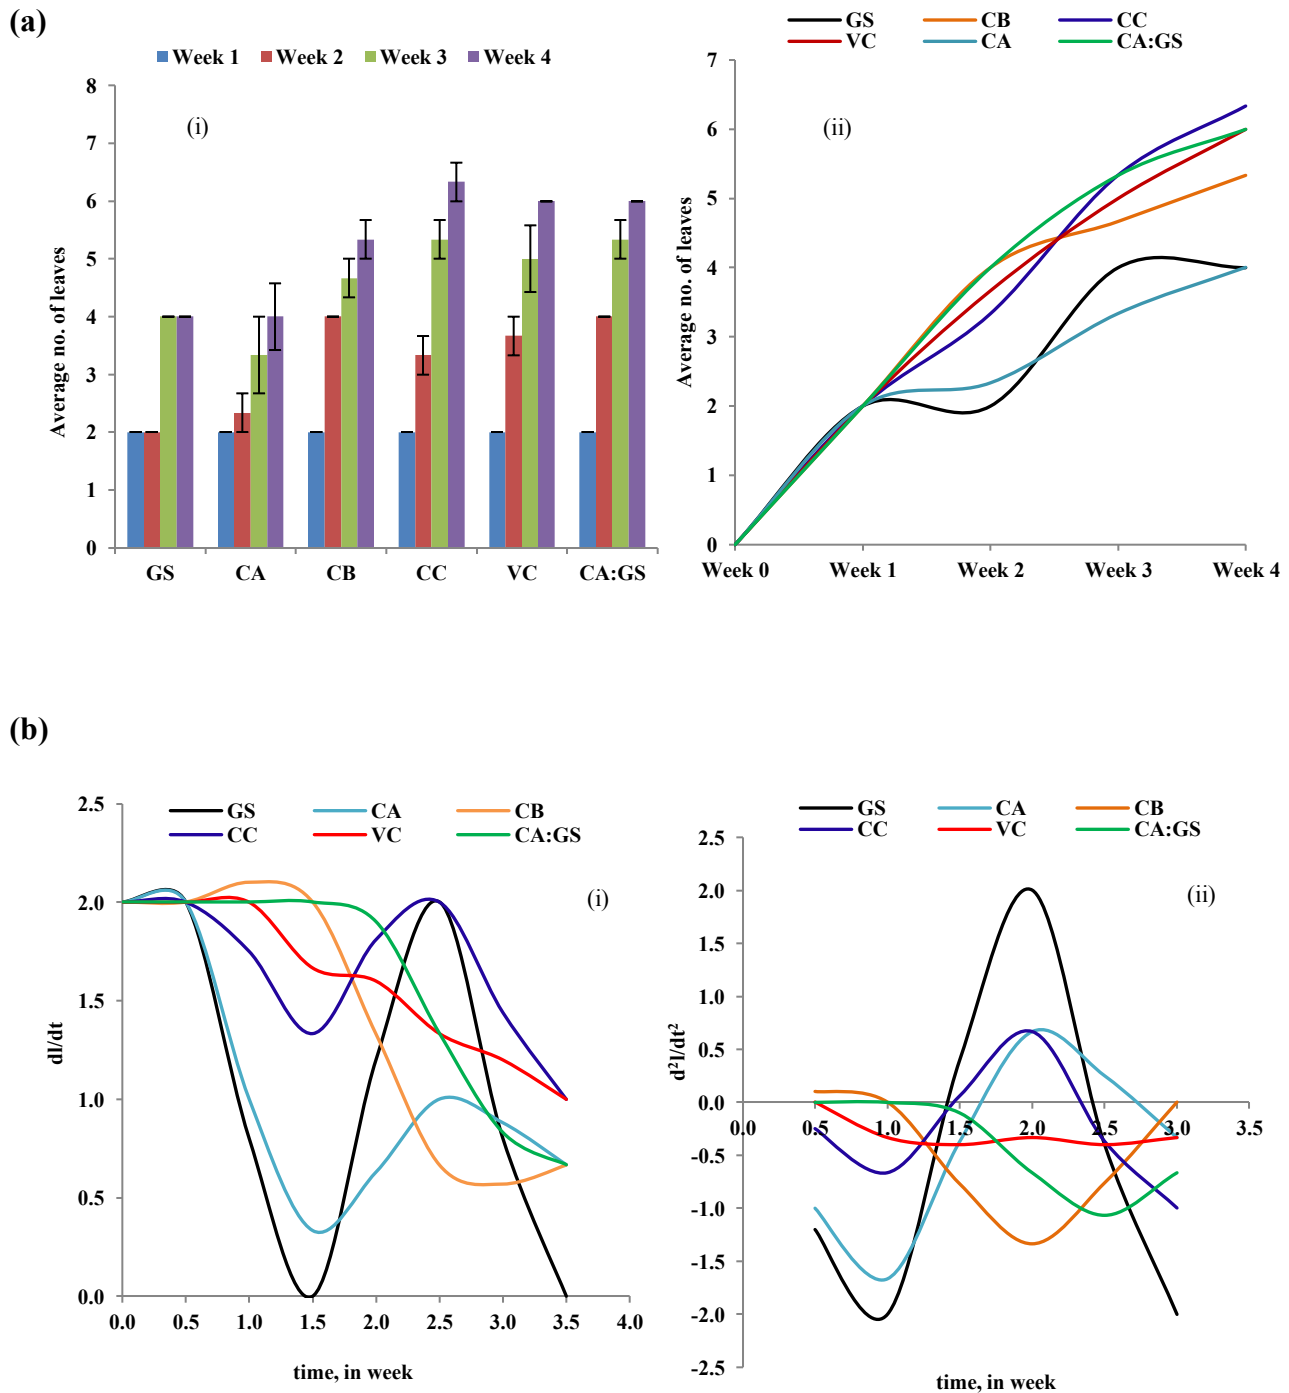 (a)
Week 1 Week 2 Week 3 Week 4
(i)
Average no. of leaves
8
7
6
5
4
3
2
1
0
GS CA CB CC VC CA:GS
GS CB CC
VC CA CA:GS
(ii)
Average no. of leaves
7
6
5
4
3
2
1
0
Week 0 Week 1 Week 2 Week 3 Week 4
(b)
GS CA CB
CC VC CA:GS
(i)
dl/dt
2.5
2.0
1.5
1.0
0.5
0.0
0.0 0.5 1.0 1.5 2.0 2.5 3.0 3.5 4.0
time, in week
GS CA CB
CC VC CA:GS
(ii)
d²l/dt²
2.5
2.0
1.5
1.0
0.5
0.0
-0.5
-1.0
-1.5
-2.0
-2.5
0.0 0.5 1.0 1.5 2.0 2.5 3.0 3.5
time, in week